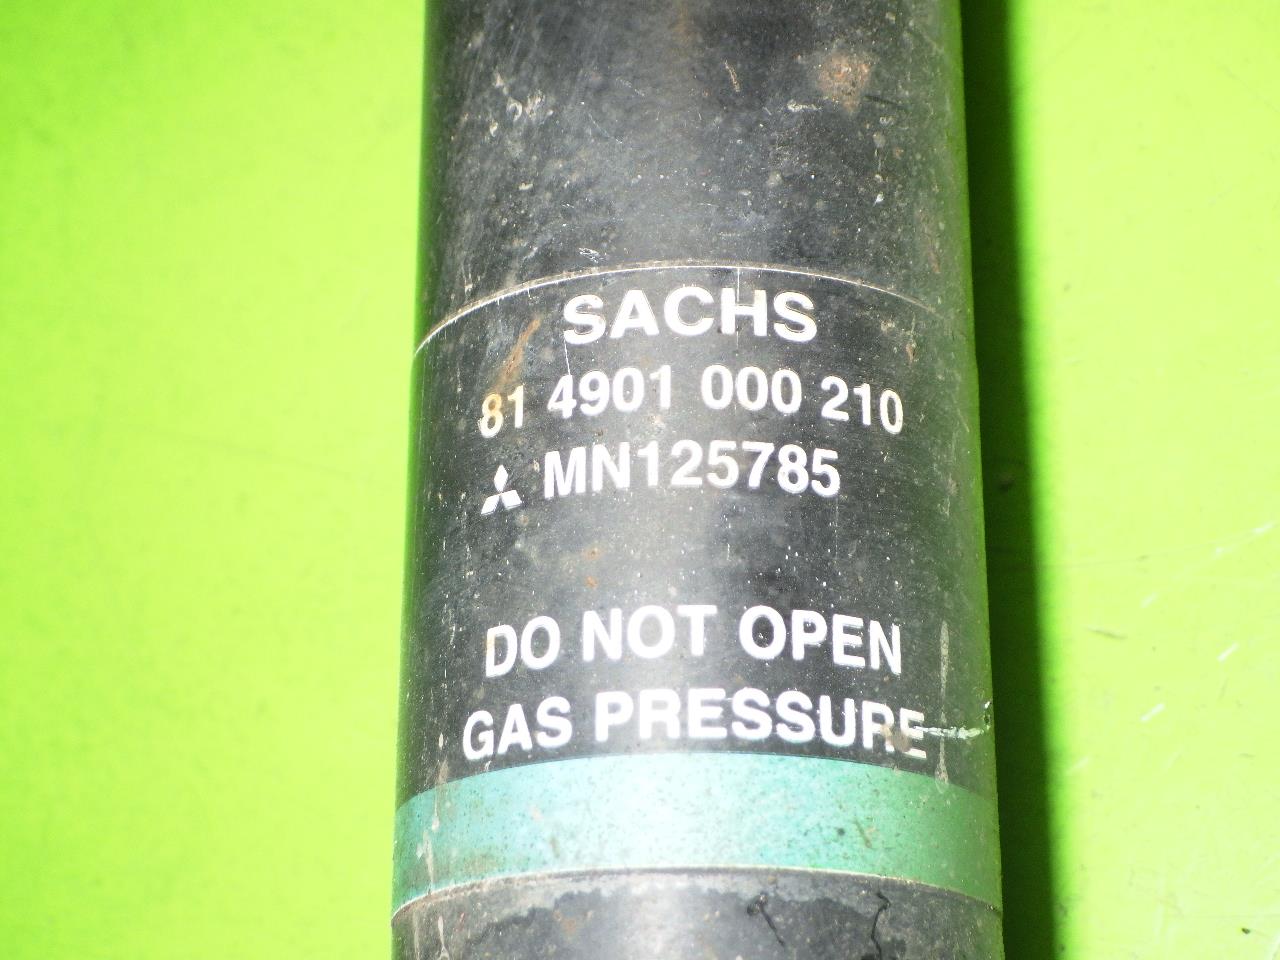 SACHS
81 4901 000 210
MN125785
DO NOT OPEN
GAS PRESSURE